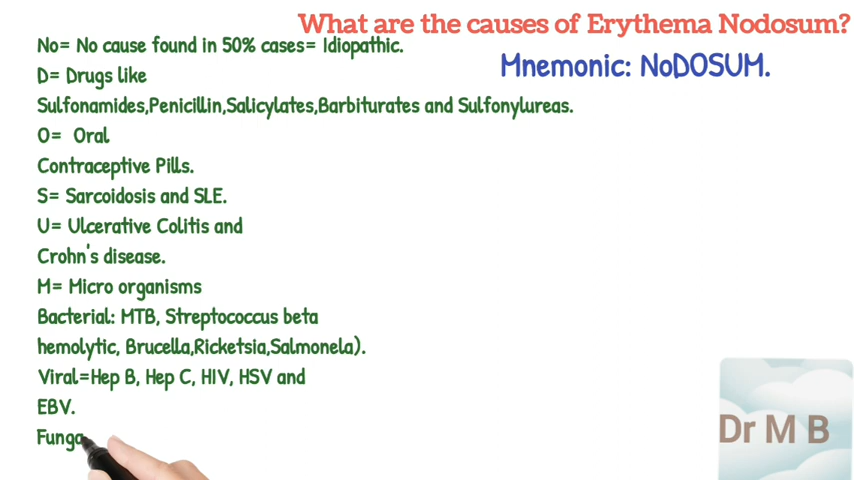 What are the causes of Erythema Nodosum?
Mnemonic: NoDOSUM.
No= No cause found in 50% cases= Idiopathic.
D= Drugs like
Sulfonamides,Penicillin,Salicylates,Barbiturates and Sulfonylureas.
O= Oral
Contraceptive Pills.
S= Sarcoidosis and SLE.
U= Ulcerative Colitis and
Crohn's disease.
M= Micro organisms
Bacterial: MTB, Streptococcus beta
hemolytic, Brucella,Ricketsia,Salmonela).
Viral=Hep B, Hep C, HIV, HSV and
EBV.
Funga
Dr M B